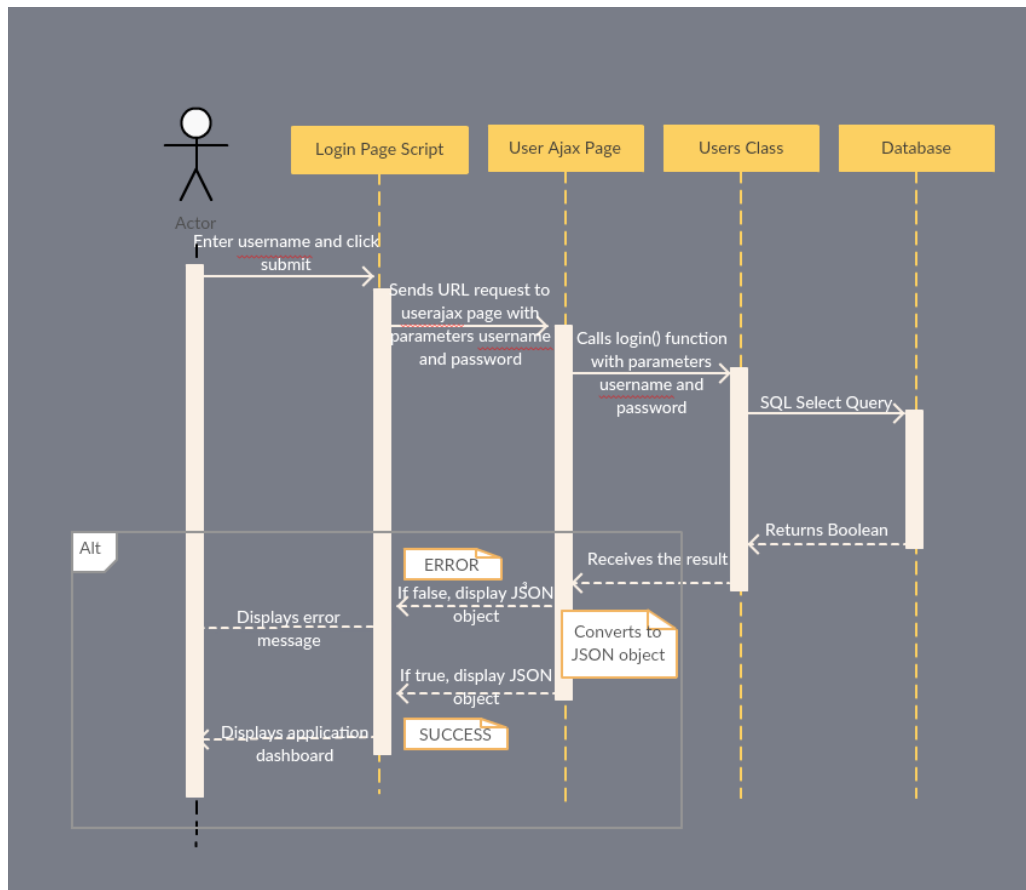 Login Page Script
User Ajax Page
Users Class
Database
Actor
Enter username and click
submit
Sends URL request to
userajax page with
parameters username
and password
Calls login() function
with parameters
username and
password
SQL Select Query
Returns Boolean
Alt
Receives the result
ERROR
If false, display JSON
object
Displays error
message
Converts to
JSON object
If true, display JSON
object
SUCCESS
Displays application
dashboard